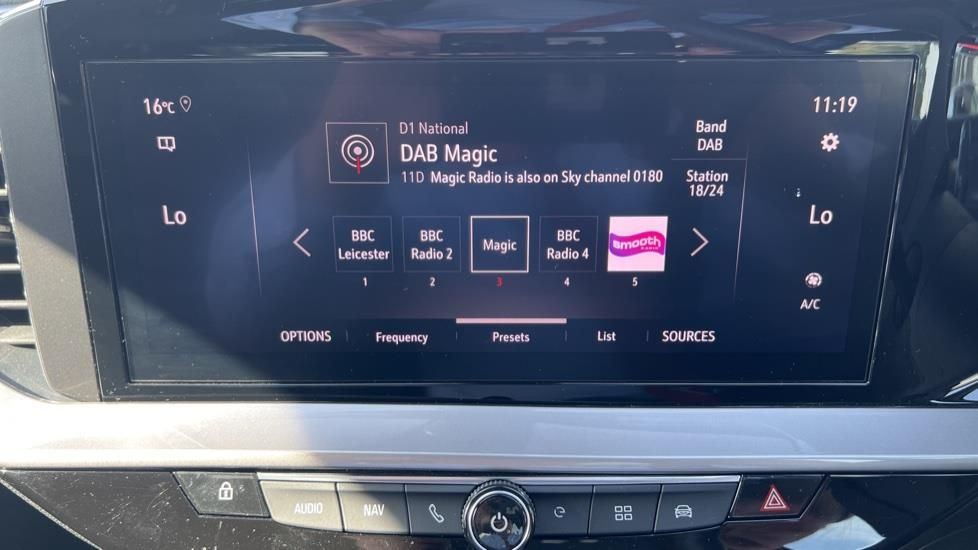 16°C
11:19
Lo
D1 National
DAB Magic
11D Magic Radio is also on Sky channel 0180
Band
DAB
Station
18/24
Lo
BBC
Leicester
BBC
Radio 2
Magic
BBC
Radio 4
smooth
RADIO
1
2
3
4
5
A/C
OPTIONS
Frequency
Presets
List
SOURCES
AUDIO
NAV